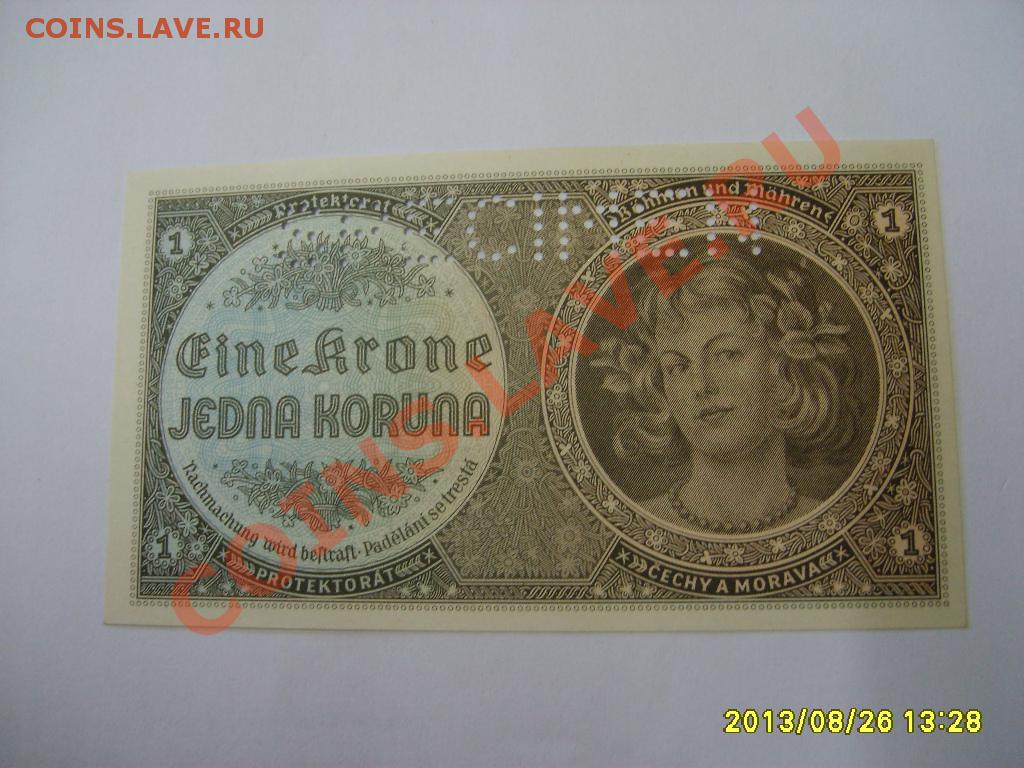 COINS.LAVE.RU
Protektorat
Böhmen und Mähren
1
1
Eine Krone
JEDNA KORUNA
Nachmachung wird bestraft · Padělání se trestá
1
1
PROTEKTORÁT
ČECHY A MORAVA
COINS.LAVE.RU
2013/08/26 13:28